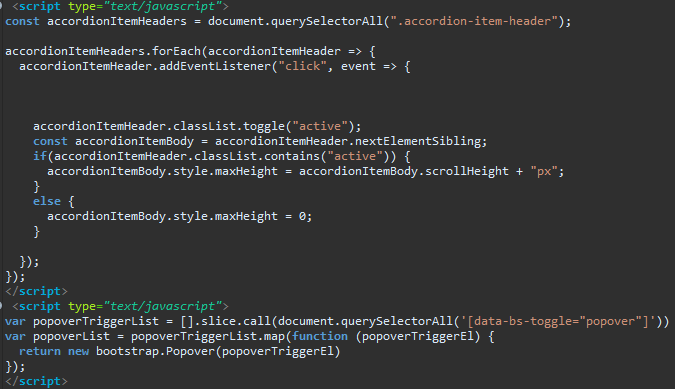 <script type="text/javascript">
const accordionItemHeaders = document.querySelectorAll(".accordion-item-header");
accordionItemHeaders.forEach(accordionItemHeader => {
accordionItemHeader.addEventListener("click", event => {
accordionItemHeader.classList.toggle("active");
const accordionItemBody = accordionItemHeader.nextElementSibling;
if(accordionItemHeader.classList.contains("active")) {
accordionItemBody.style.maxHeight = accordionItemBody.scrollHeight + "px";
}
else {
accordionItemBody.style.maxHeight = 0;
}
});
});
</script>
<script type="text/javascript">
var popoverTriggerList = [].slice.call(document.querySelectorAll('[data-bs-toggle="popover"]'))
var popoverList = popoverTriggerList.map(function (popoverTriggerEl) {
return new bootstrap.Popover(popoverTriggerEl)
});
</script>